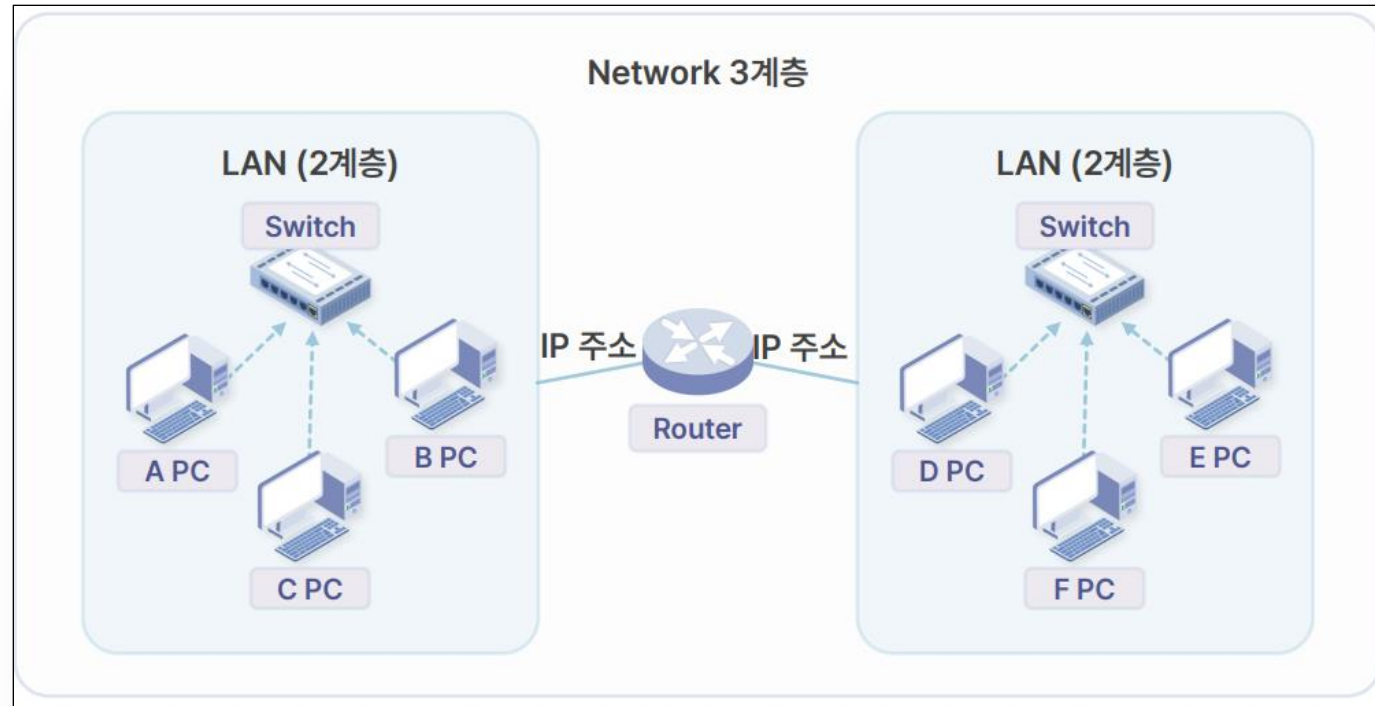 Network 3계층
LAN (2계층)
Switch
A PC
B PC
C PC
IP 주소
Router
IP 주소
LAN (2계층)
Switch
D PC
E PC
F PC